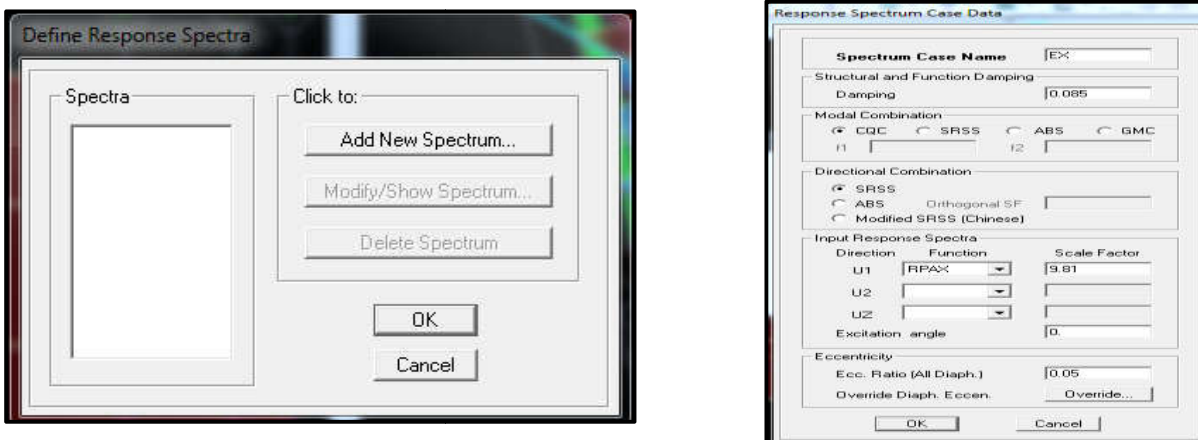 Define Response Spectra
Spectra
Click to:
Add New Spectrum...
Modify/Show Spectrum...
Delete Spectrum
OK
Cancel
Response Spectrum Case Data
Spectrum Case Name EX
Structural and Function Damping
Damping 0.085
Modal Combination
CQC SRSS ABS GMC
f1 f2
Directional Combination
SRSS
ABS Orthogonal SF
Modified SRSS (Chinese)
Input Response Spectra
Direction Function Scale Factor
U1 RPAX 9.81
U2
UZ
Excitation angle 0.
Eccentricity
Ecc. Ratio (All Diaph.) 0.05
Override Diaph. Eccen. Override...
OK Cancel